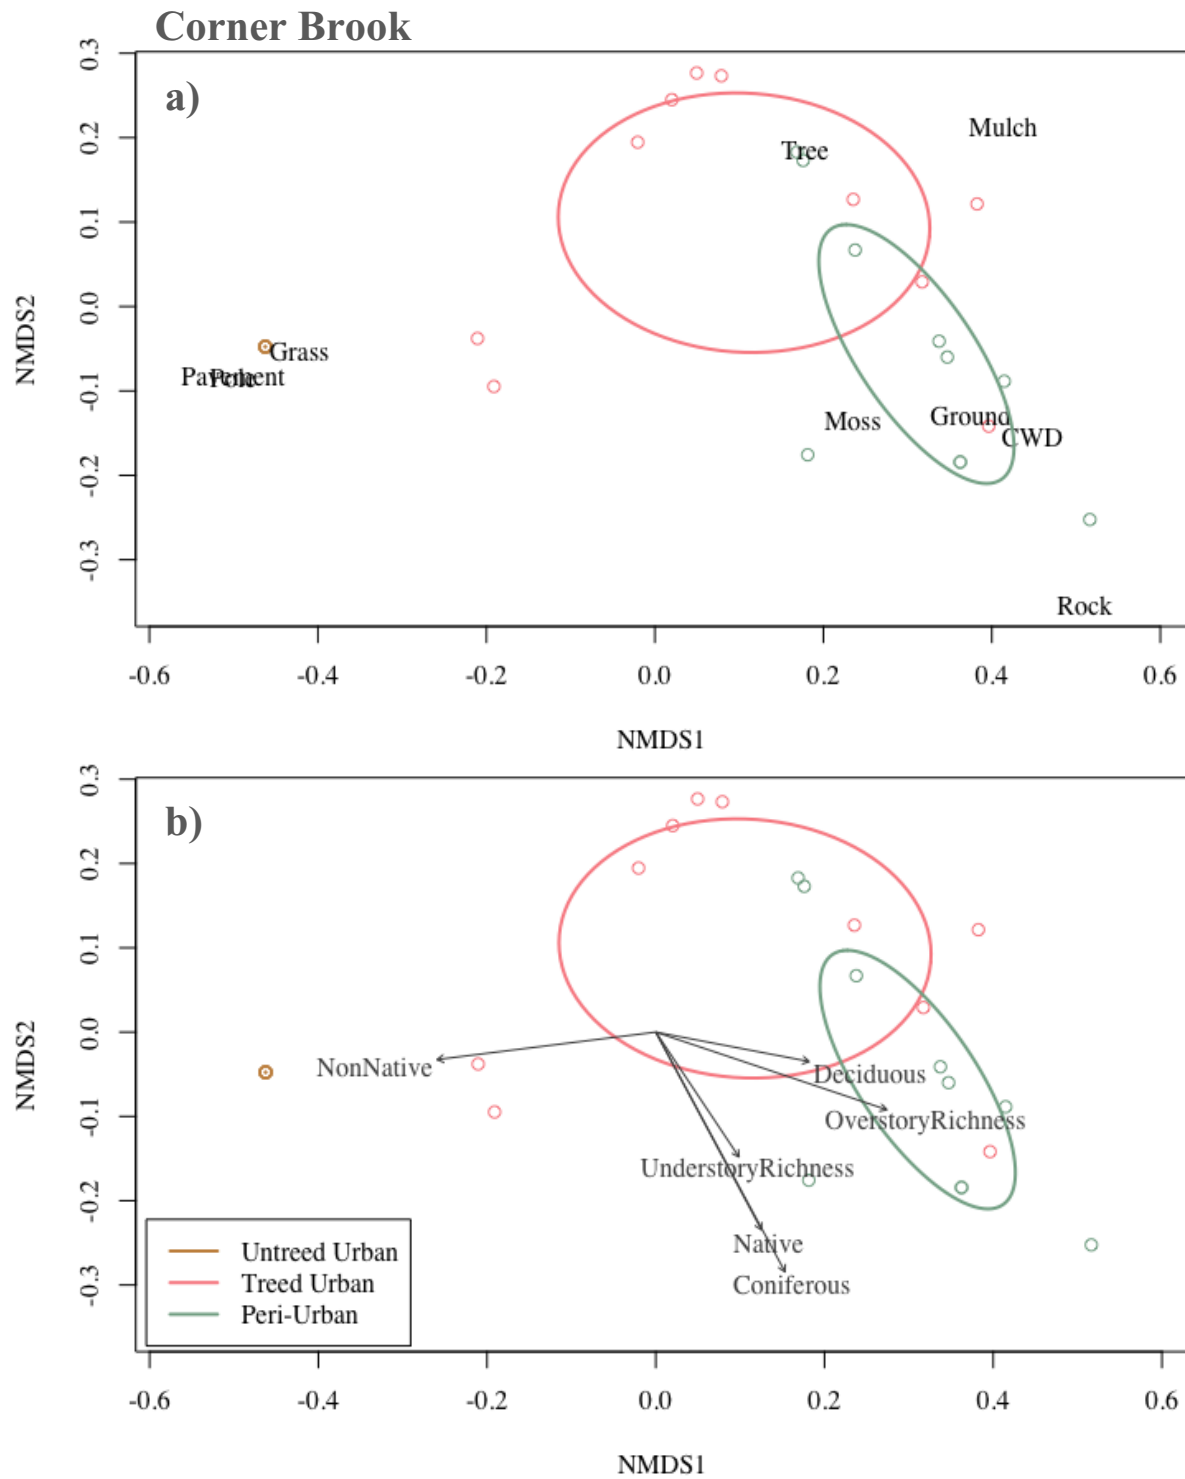 Corner Brook
a)
0.3
0.2
0.1
0.0
-0.1
-0.2
-0.3
NMDS2
Mulch
Tree
Grass
Pavement
Pole
Moss
Ground
CWD
Rock
-0.6 -0.4 -0.2 0.0 0.2 0.4 0.6
NMDS1
b)
0.3
0.2
0.1
0.0
-0.1
-0.2
-0.3
NMDS2
NonNative
Deciduous
OverstoryRichness
UnderstoryRichness
Native
Coniferous
Untreed Urban
Treed Urban
Peri-Urban
-0.6 -0.4 -0.2 0.0 0.2 0.4 0.6
NMDS1